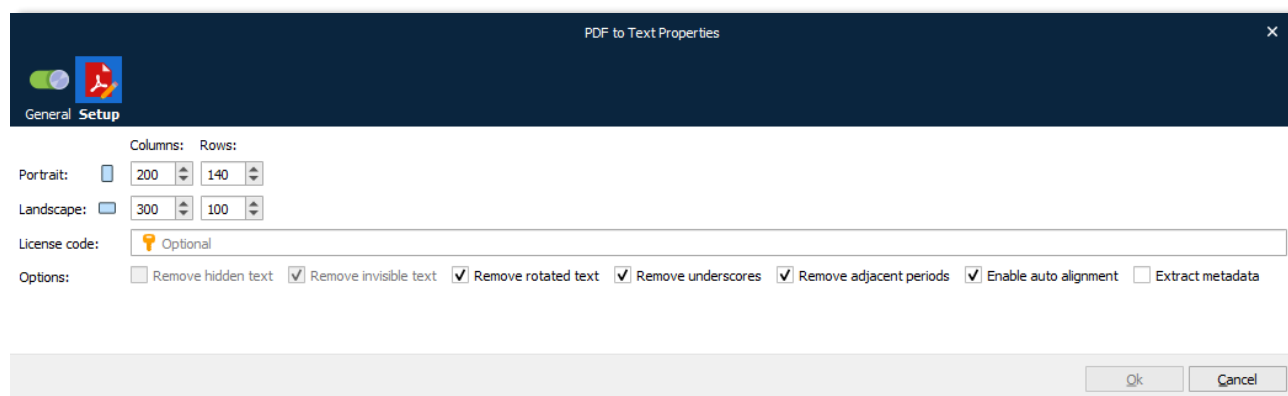 PDF to Text Properties
General Setup
Columns: Rows:
Portrait: 200 140
Landscape: 300 100
License code: Optional
Options: Remove hidden text Remove invisible text Remove rotated text Remove underscores Remove adjacent periods Enable auto alignment Extract metadata
Ok Cancel